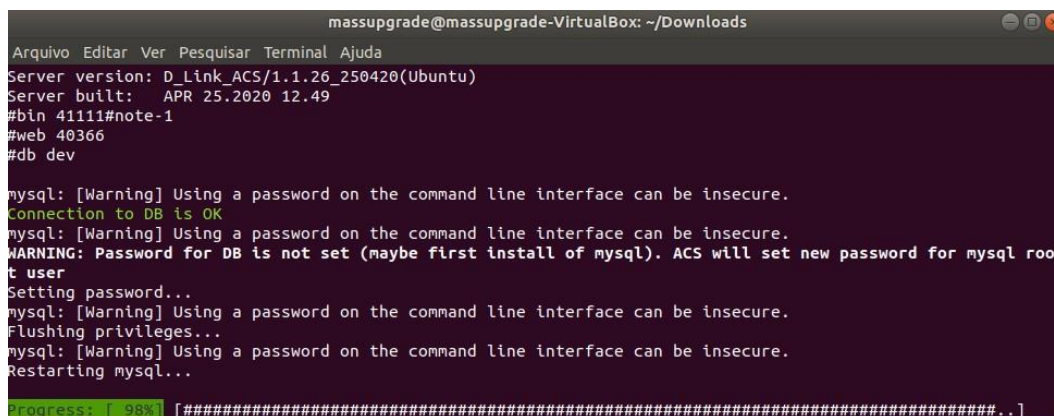 massupgrade@massupgrade-VirtualBox: ~/Downloads
Arquivo Editar Ver Pesquisar Terminal Ajuda
Server version: D_Link_ACS/1.1.26_250420(Ubuntu)
Server built:   APR 25.2020 12.49
#bin 41111#note-1
#web 40366
#db dev
mysql: [Warning] Using a password on the command line interface can be insecure.
Connection to DB is OK
mysql: [Warning] Using a password on the command line interface can be insecure.
WARNING: Password for DB is not set (maybe first install of mysql). ACS will set new password for mysql roo
t user
Setting password...
mysql: [Warning] Using a password on the command line interface can be insecure.
Flushing privileges...
mysql: [Warning] Using a password on the command line interface can be insecure.
Restarting mysql...
Progress: [ 98%] [##################################################################################..]